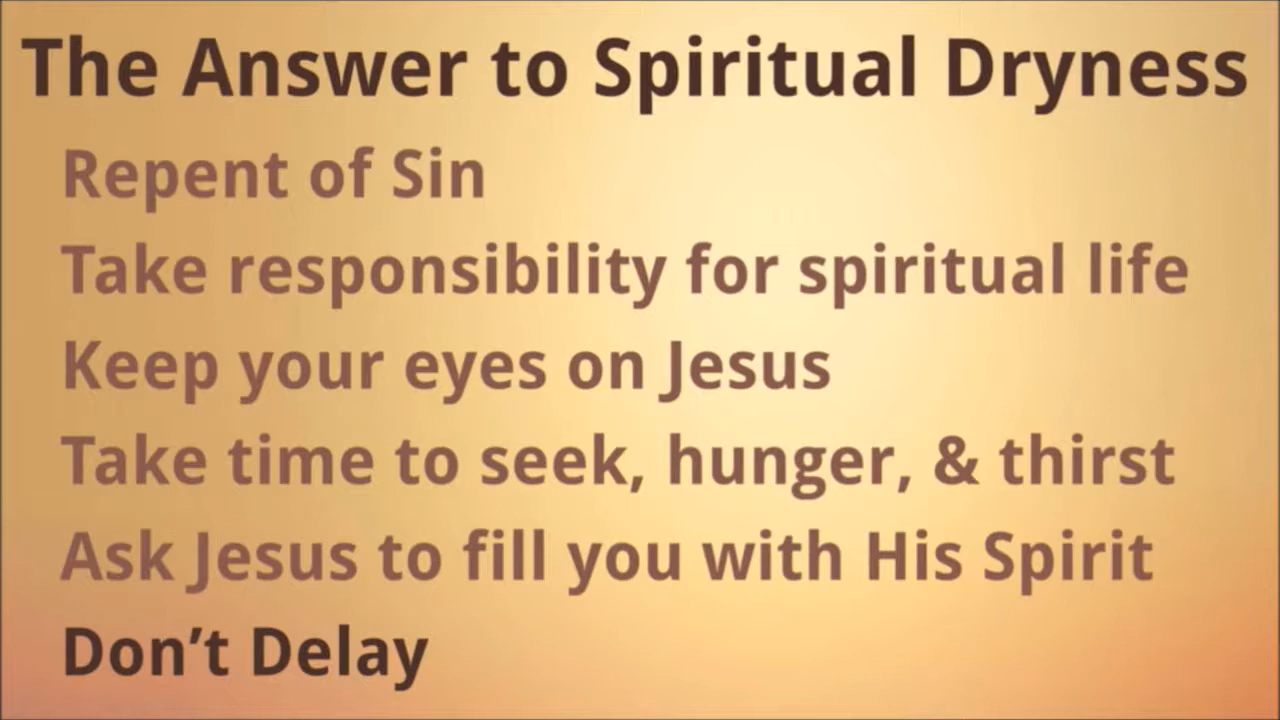 The Answer to Spiritual Dryness
Repent of Sin
Take responsibility for spiritual life
Keep your eyes on Jesus
Take time to seek, hunger, & thirst
Ask Jesus to fill you with His Spirit
Don’t Delay